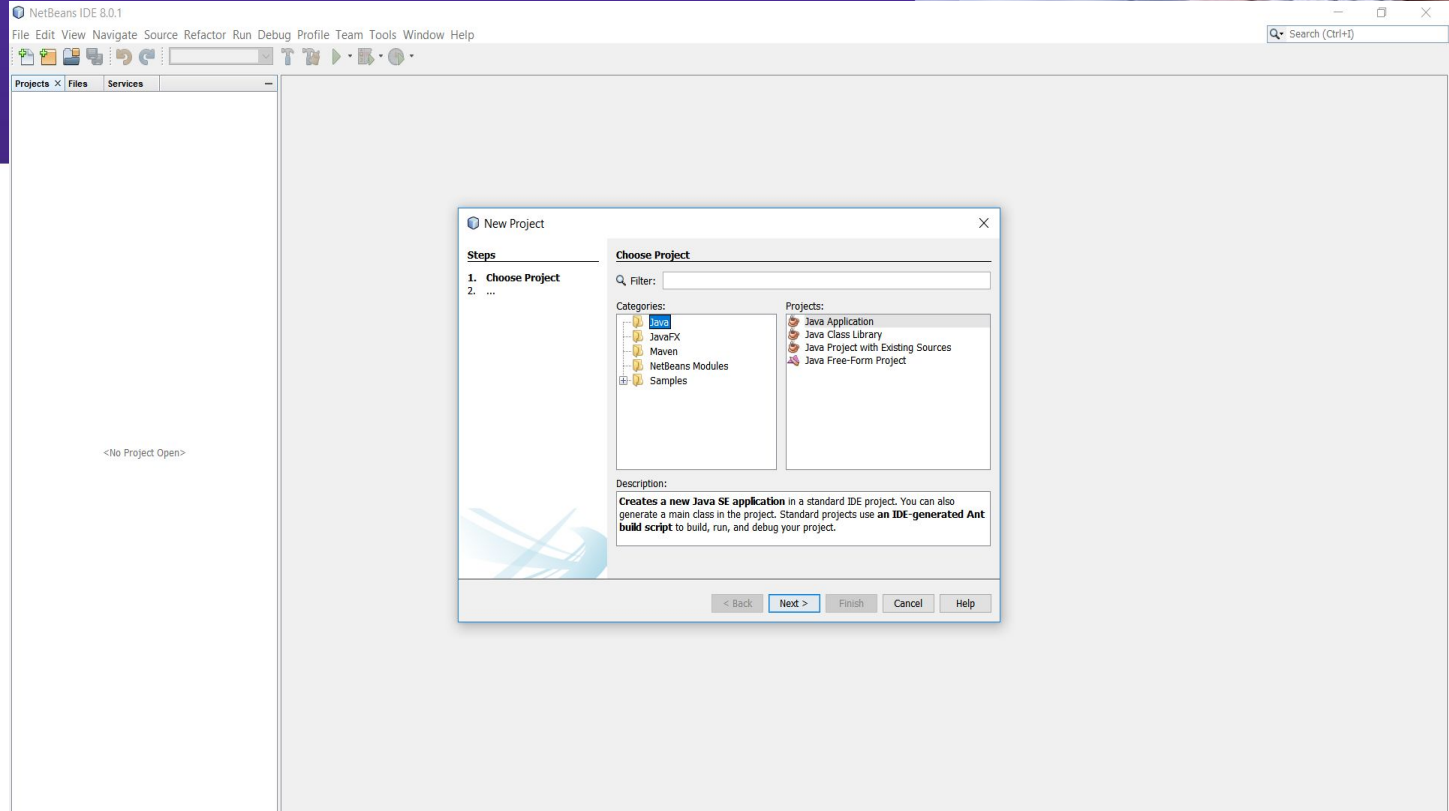 NetBeans IDE 8.0.1
File Edit View Navigate Source Refactor Run Debug Profile Team Tools Window Help
Search (Ctrl+I)
Projects Files Services
<No Project Open>
New Project
Steps
1. Choose Project
2. ...
Choose Project
Filter:
Categories:
Java
JavaFX
Maven
NetBeans Modules
Samples
Projects:
Java Application
Java Class Library
Java Project with Existing Sources
Java Free-Form Project
Description:
Creates a new Java SE application in a standard IDE project. You can also
generate a main class in the project. Standard projects use an IDE-generated Ant
build script to build, run, and debug your project.
< Back Next > Finish Cancel Help